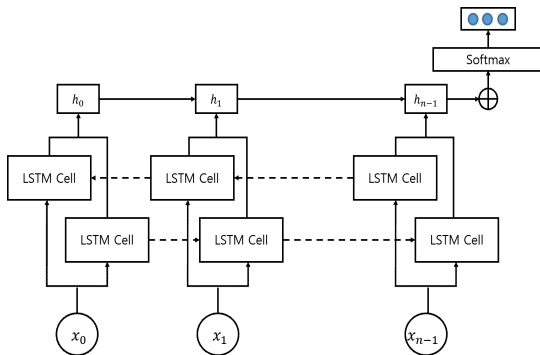 Softmax
h₀ h₁ hₙ₋₁
LSTM Cell LSTM Cell LSTM Cell
LSTM Cell LSTM Cell LSTM Cell
x₀ x₁ xₙ₋₁